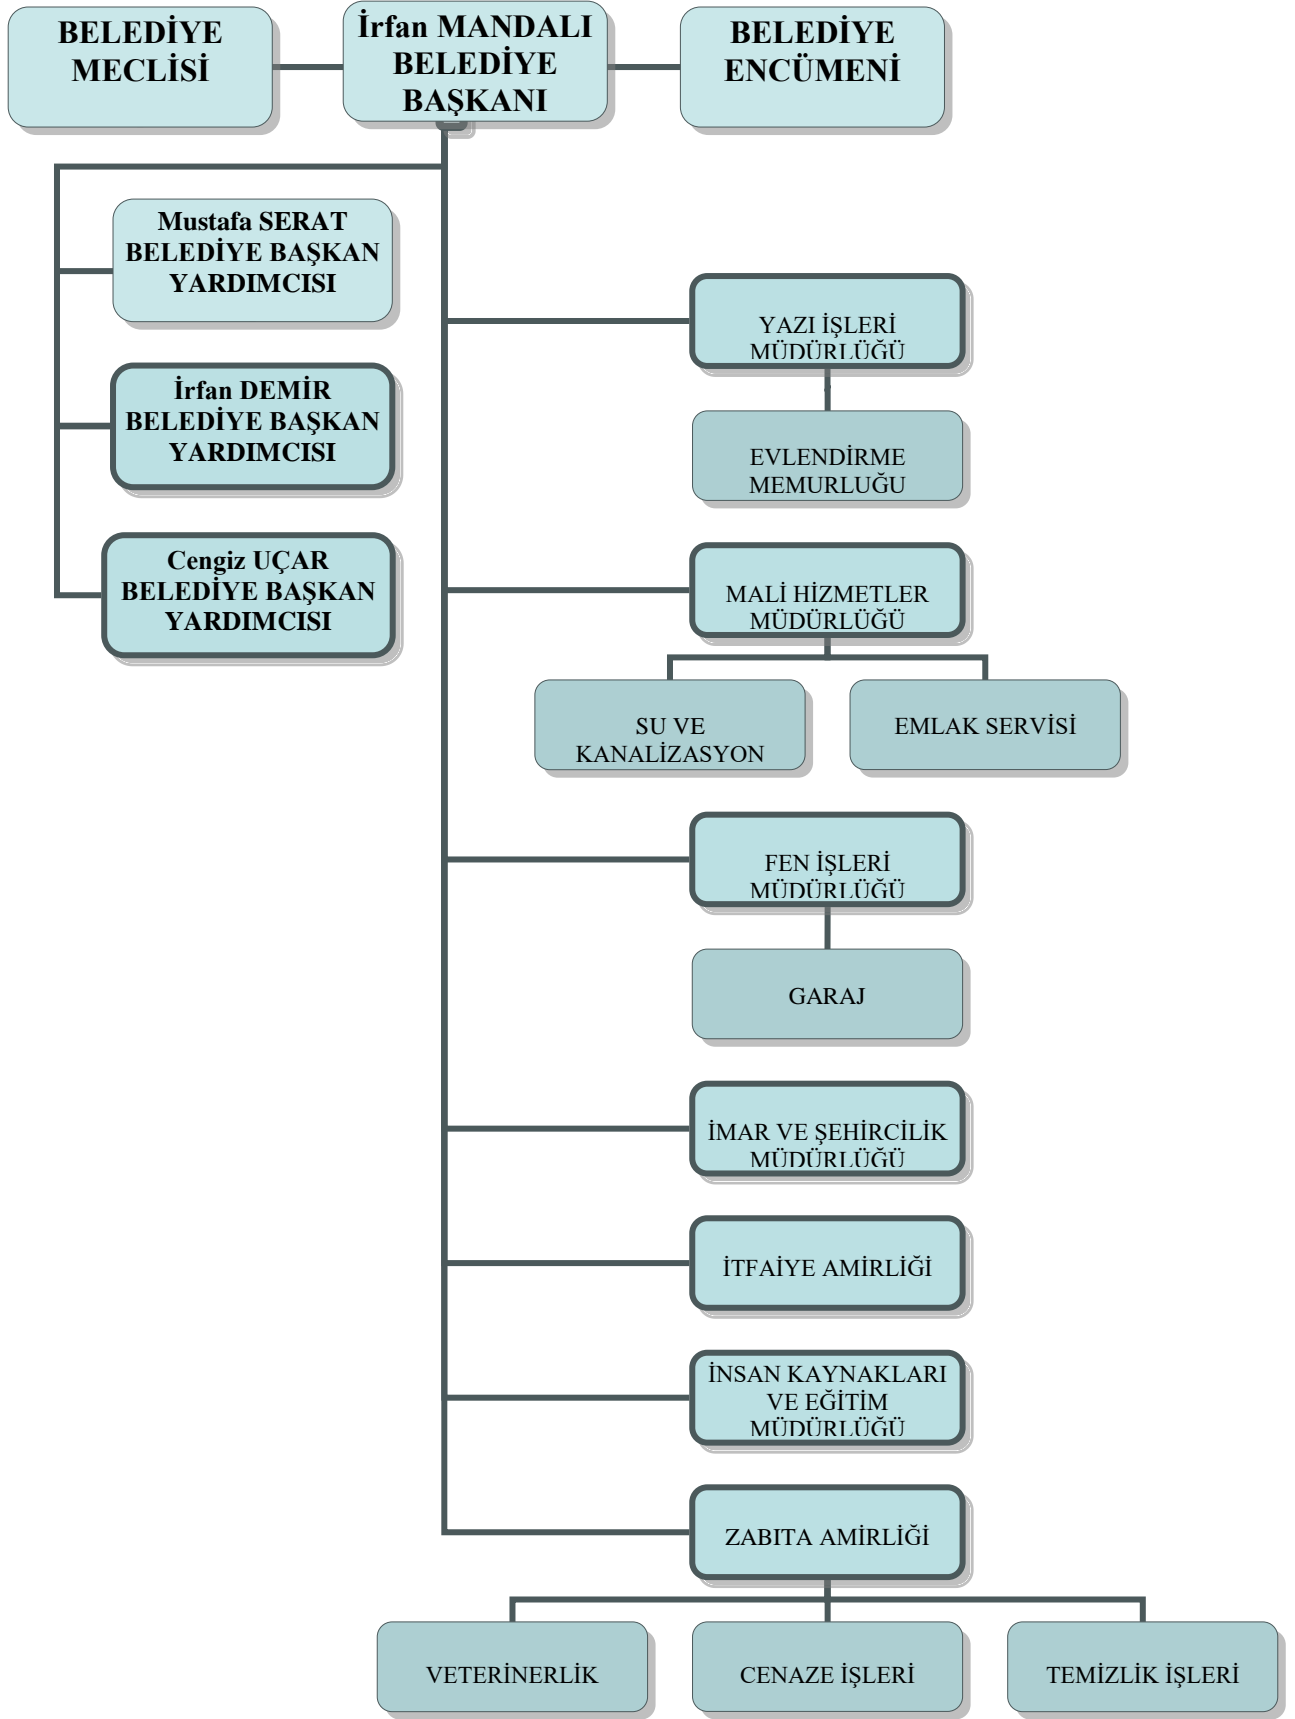 BELEDİYE
MECLİSİ
İrfan MANDALI
BELEDİYE
BAŞKANI
BELEDİYE
ENCÜMENİ
Mustafa SERAT
BELEDİYE BAŞKAN
YARDIMCISI
İrfan DEMİR
BELEDİYE BAŞKAN
YARDIMCISI
Cengiz UÇAR
BELEDİYE BAŞKAN
YARDIMCISI
YAZI İŞLERİ
MÜDÜRLÜĞÜ
EVLENDİRME
MEMURLUĞU
MALİ HİZMETLER
MÜDÜRLÜĞÜ
SU VE
KANALİZASYON
EMLAK SERVİSİ
FEN İŞLERİ
MÜDÜRLÜĞÜ
GARAJ
İMAR VE ŞEHİRCİLİK
MÜDÜRLÜĞÜ
İTFAİYE AMİRLİĞİ
İNSAN KAYNAKLARI
VE EĞİTİM
MÜDÜRLÜĞÜ
ZABITA AMİRLİĞİ
VETERİNERLİK
CENAZE İŞLERİ
TEMİZLİK İŞLERİ